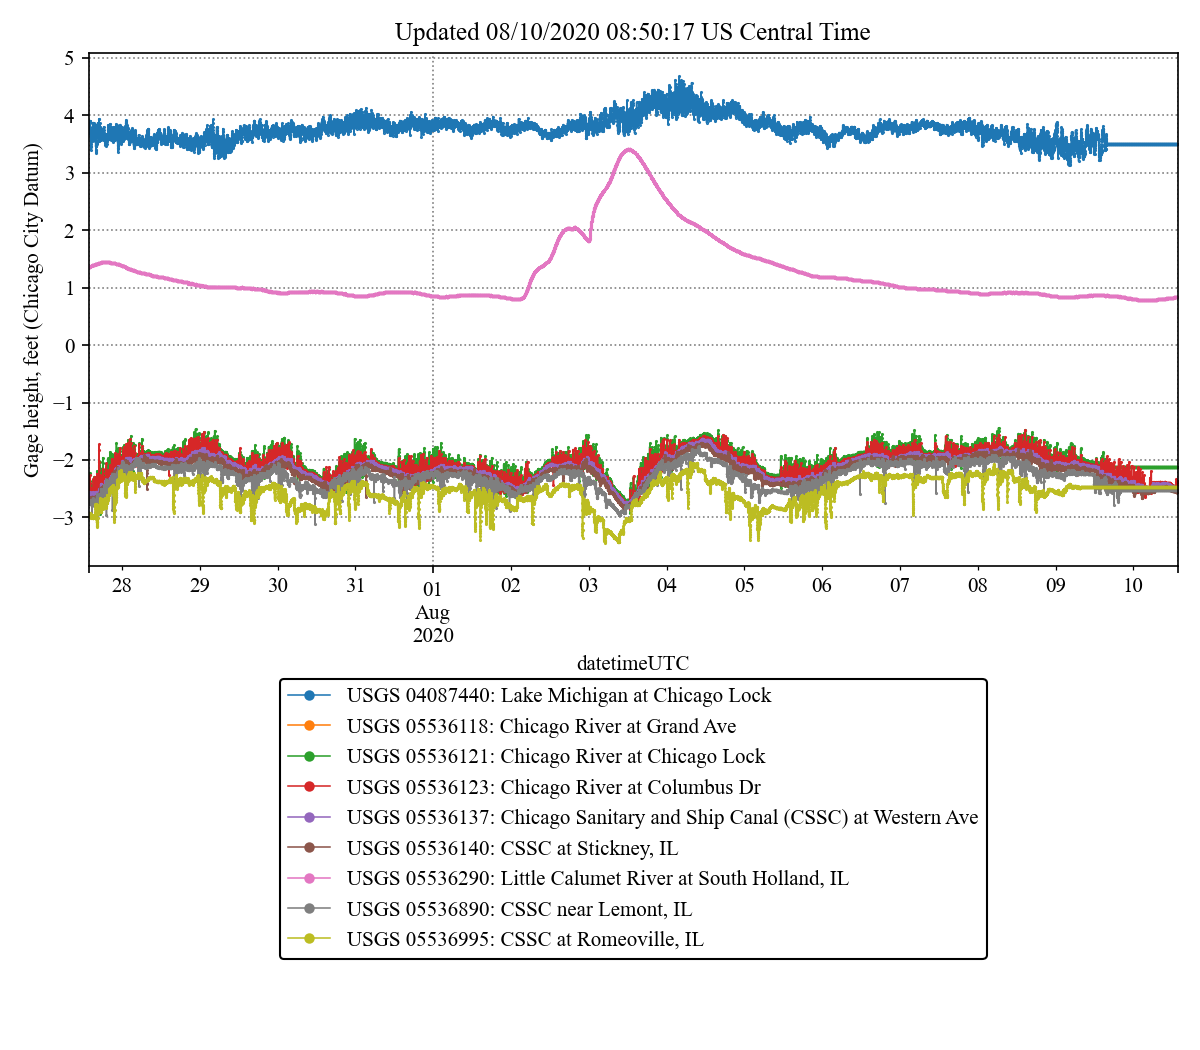 Updated 08/10/2020 08:50:17 US Central Time
Gage height, feet (Chicago City Datum)
5
4
3
2
1
0
−1
−2
−3
28 29 30 31 01 02 03 04 05 06 07 08 09 10
Aug
2020
datetimeUTC
USGS 04087440: Lake Michigan at Chicago Lock
USGS 05536118: Chicago River at Grand Ave
USGS 05536121: Chicago River at Chicago Lock
USGS 05536123: Chicago River at Columbus Dr
USGS 05536137: Chicago Sanitary and Ship Canal (CSSC) at Western Ave
USGS 05536140: CSSC at Stickney, IL
USGS 05536290: Little Calumet River at South Holland, IL
USGS 05536890: CSSC near Lemont, IL
USGS 05536995: CSSC at Romeoville, IL